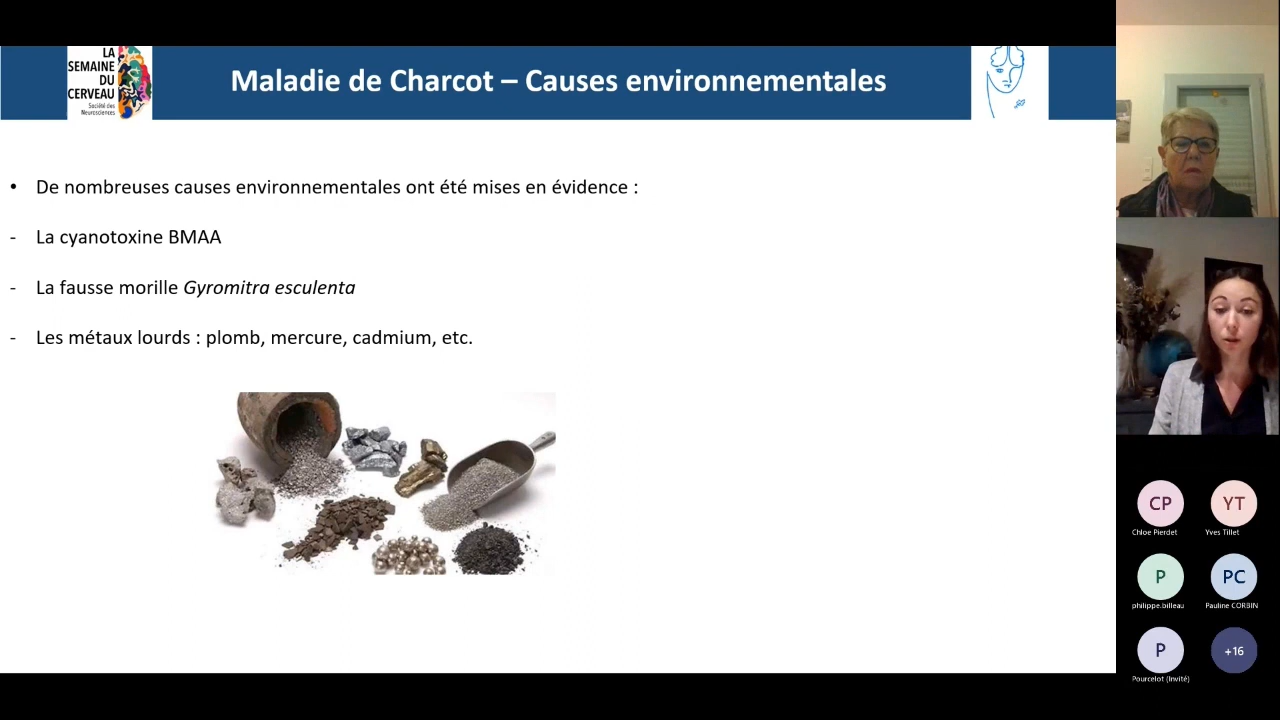 LA
SEMAINE
DU
CERVEAU
Société des
Neurosciences
Maladie de Charcot – Causes environnementales
• De nombreuses causes environnementales ont été mises en évidence :
- La cyanotoxine BMAA
- La fausse morille Gyromitra esculenta
- Les métaux lourds : plomb, mercure, cadmium, etc.
CP
YT
Chloe Pierdet
Yves Tillet
P
PC
philippe.billeau
Pauline CORBIN
P
+16
Pourcelot (Invité)